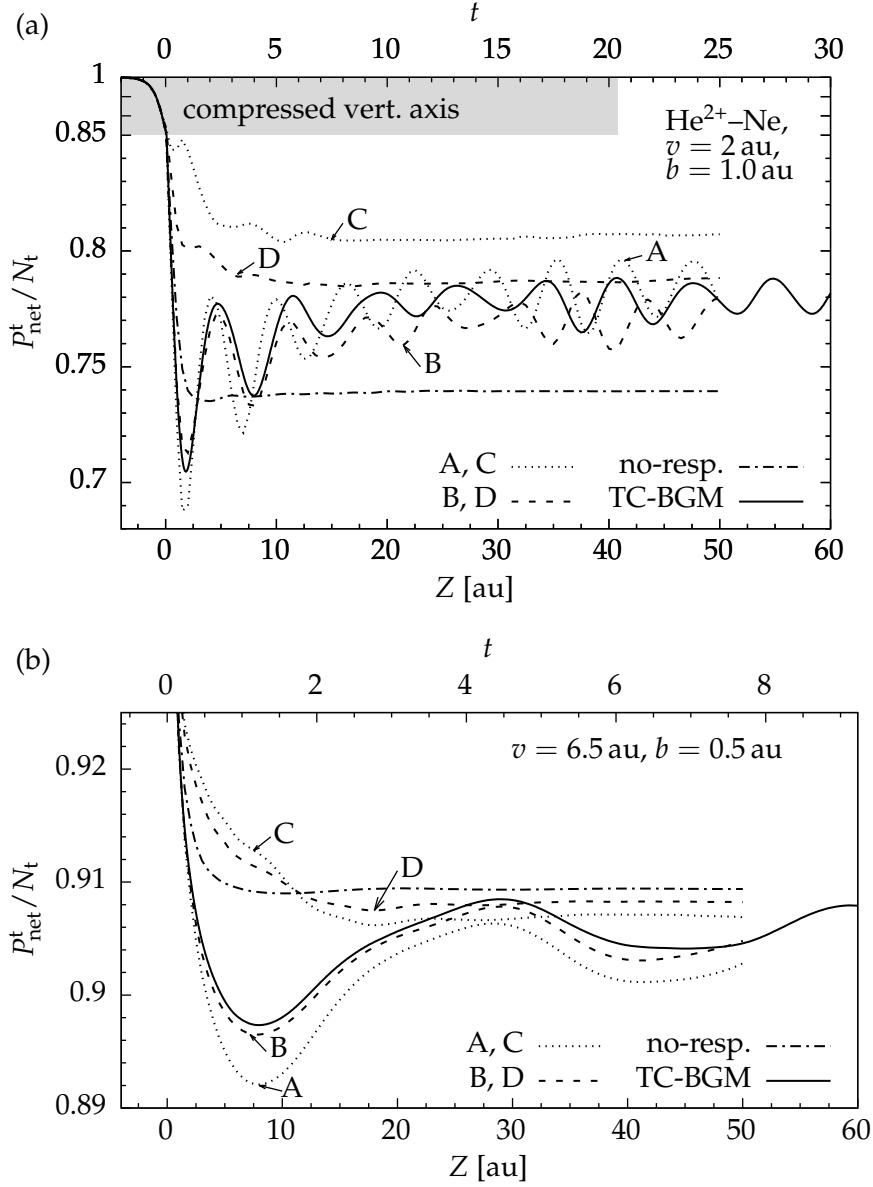 (a)
t
0 5 10 15 20 25 30
1
compressed vert. axis
0.85
He²⁺–Ne,
v = 2 au,
b = 1.0 au
C
0.8
A
D
P^t_net / N_t
0.75
B
A, C
no-resp.
0.7
B, D
TC-BGM
0 10 20 30 40 50 60
Z [au]
(b)
t
0 2 4 6 8
0.92
v = 6.5 au, b = 0.5 au
C
D
0.91
P^t_net / N_t
0.9
B
A, C
no-resp.
A
B, D
TC-BGM
0.89
0 10 20 30 40 50 60
Z [au]